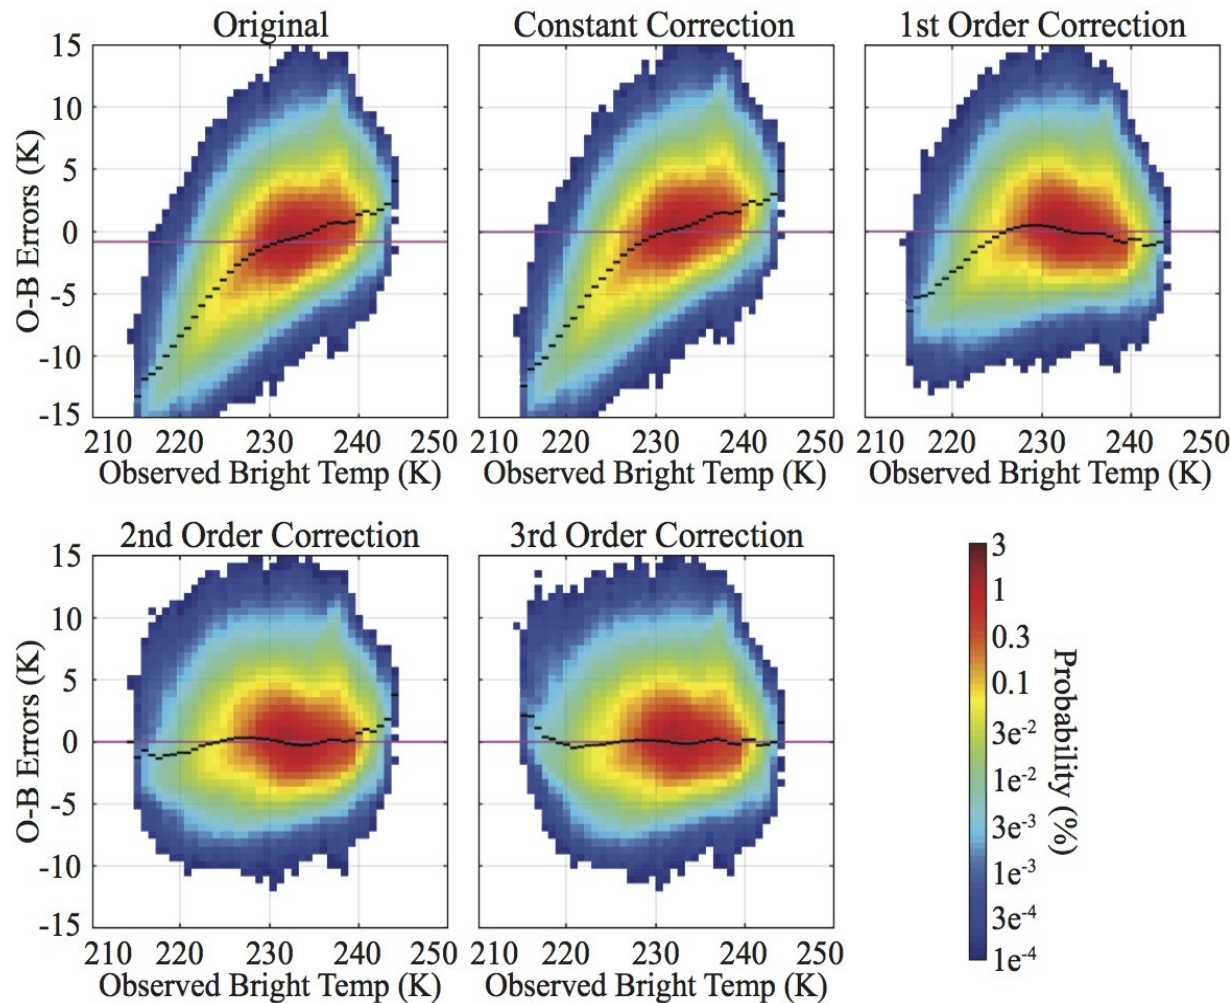 Original
Constant Correction
1st Order Correction
O-B Errors (K)
15
10
5
0
-5
-10
-15
210 220 230 240 250
210 220 230 240 250
210 220 230 240 250
Observed Bright Temp (K)
Observed Bright Temp (K)
Observed Bright Temp (K)
2nd Order Correction
3rd Order Correction
O-B Errors (K)
15
10
5
0
-5
-10
-15
210 220 230 240 250
210 220 230 240 250
Observed Bright Temp (K)
Observed Bright Temp (K)
3
1
0.3
0.1
3e-2
1e-2
3e-3
1e-3
3e-4
1e-4
Probability (%)